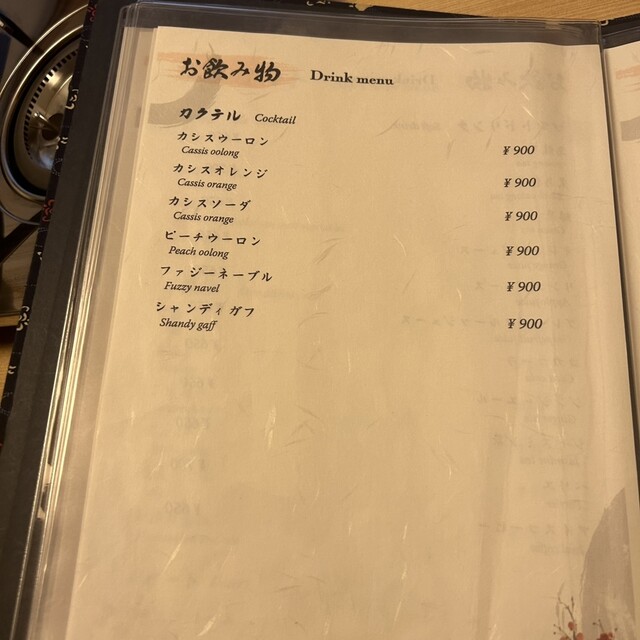 お飲み物 Drink menu
カクテル Cocktail
カシスウーロン
Cassis oolong ¥900
カシスオレンジ
Cassis orange ¥900
カシスソーダ
Cassis orange ¥900
ピーチウーロン
Peach oolong ¥900
ファジーネーブル
Fuzzy navel ¥900
シャンディガフ
Shandy gaff ¥900